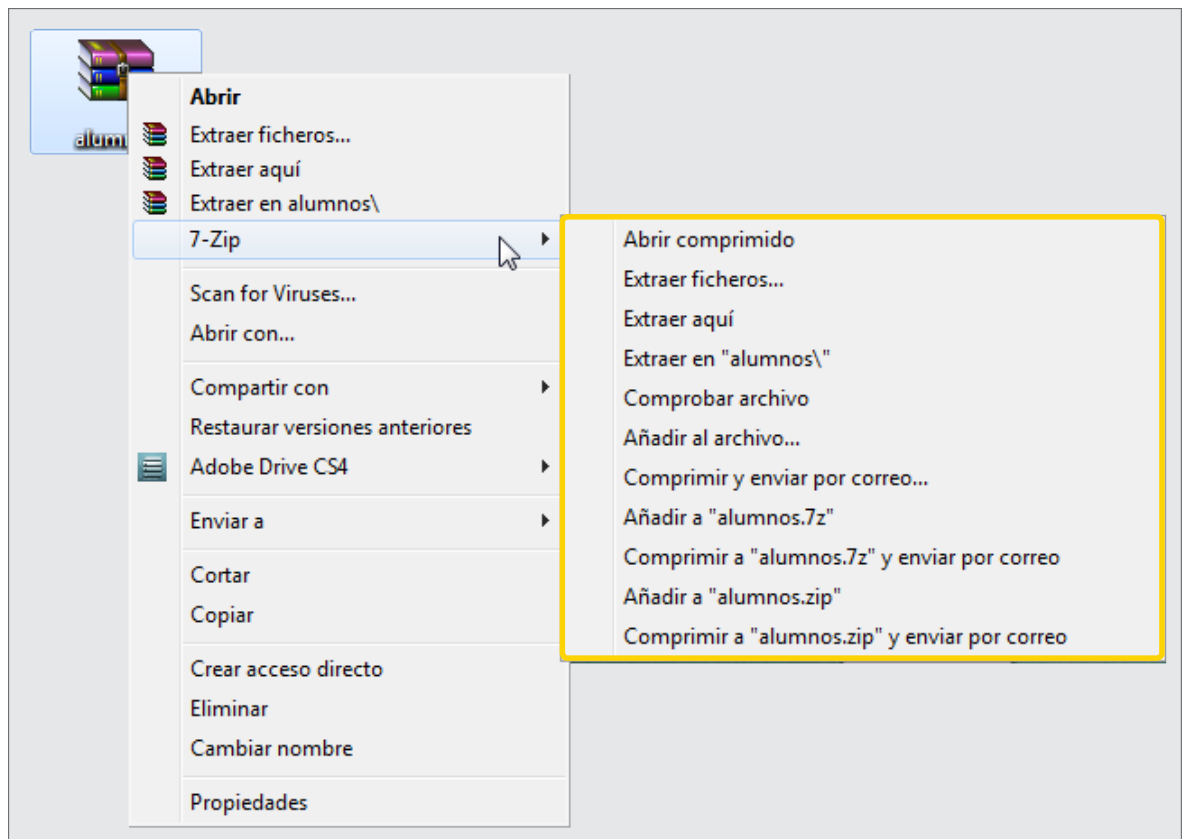 Abrir
Extraer ficheros...
Extraer aquí
Extraer en alumnos\
7-Zip
Scan for Viruses...
Abrir con...
Compartir con
Restaurar versiones anteriores
Adobe Drive CS4
Enviar a
Cortar
Copiar
Crear acceso directo
Eliminar
Cambiar nombre
Propiedades
Abrir comprimido
Extraer ficheros...
Extraer aquí
Extraer en "alumnos\"
Comprobar archivo
Añadir al archivo...
Comprimir y enviar por correo...
Añadir a "alumnos.7z"
Comprimir a "alumnos.7z" y enviar por correo
Añadir a "alumnos.zip"
Comprimir a "alumnos.zip" y enviar por correo